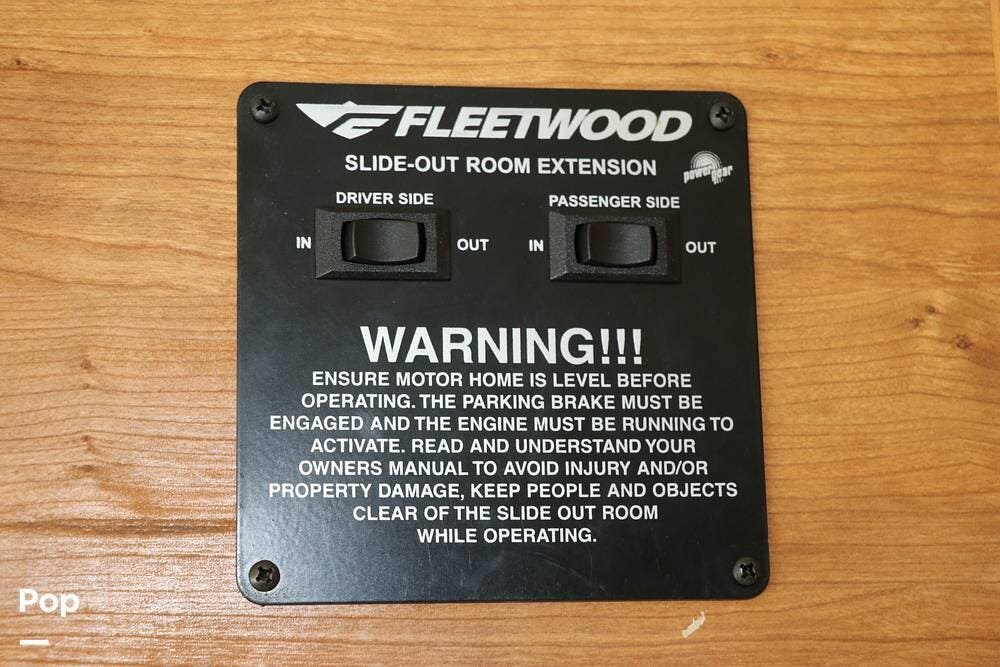 FLEETWOOD
SLIDE-OUT ROOM EXTENSION
powergear
DRIVER SIDE
PASSENGER SIDE
IN
OUT
IN
OUT
WARNING!!!
ENSURE MOTOR HOME IS LEVEL BEFORE
OPERATING. THE PARKING BRAKE MUST BE
ENGAGED AND THE ENGINE MUST BE RUNNING TO
ACTIVATE. READ AND UNDERSTAND YOUR
OWNERS MANUAL TO AVOID INJURY AND/OR
PROPERTY DAMAGE, KEEP PEOPLE AND OBJECTS
CLEAR OF THE SLIDE OUT ROOM
WHILE OPERATING.
Pop